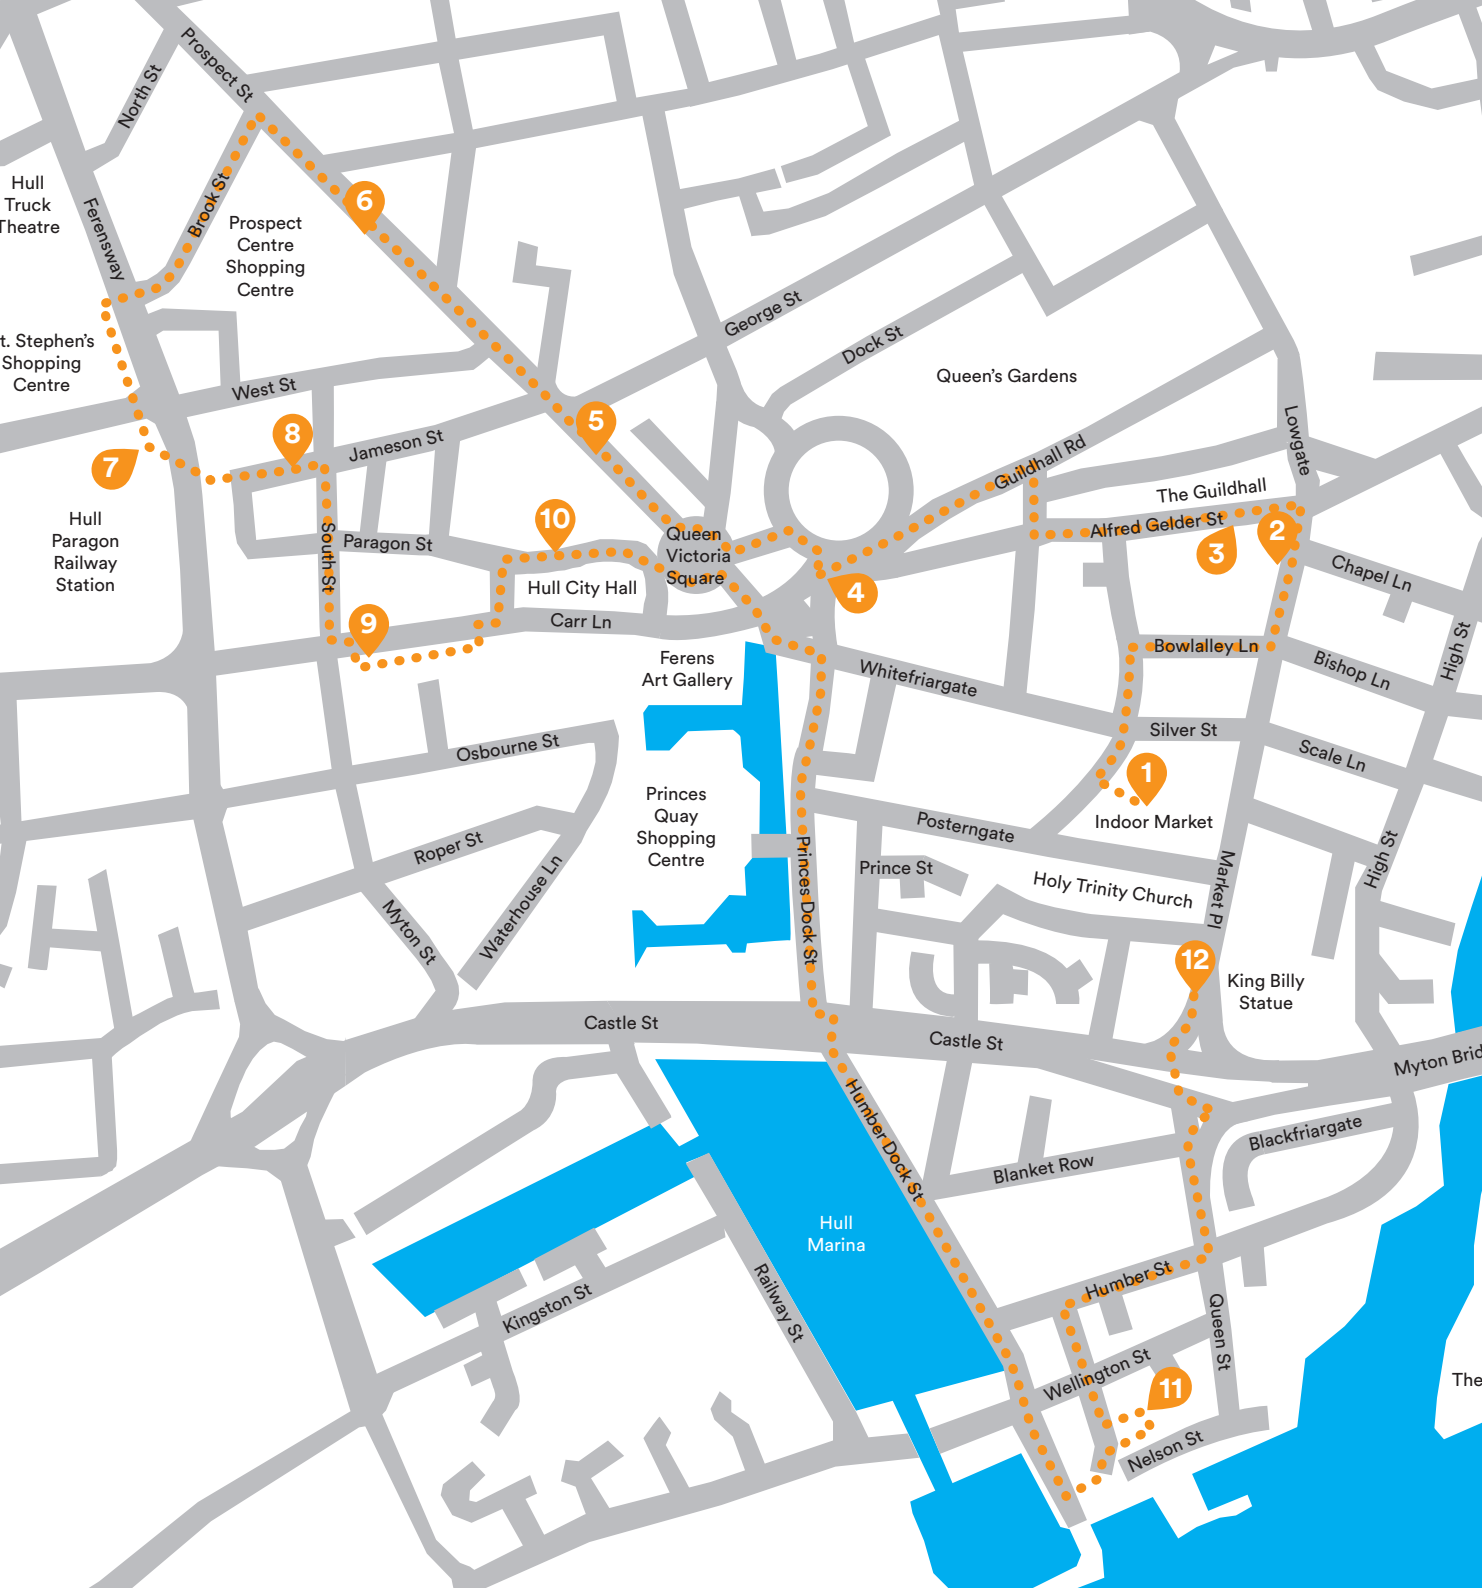 Prospect St
North St
Hull
Truck
Theatre
Ferensway
Brook St
6
Prospect
Centre
Shopping
Centre
George St
Dock St
t. Stephen's
Shopping
Centre
West St
Queen's Gardens
8
Jameson St
5
7
Guildhall Rd
Lowgate
The Guildhall
Alfred Gelder St
2
3
Hull
Paragon
Railway
Station
South St
Paragon St
10
Queen
Victoria
Square
Hull City Hall
4
Chapel Ln
9
Carr Ln
Bowlalley Ln
High St
Bishop Ln
Ferens
Art Gallery
Whitefriargate
Silver St
Scale Ln
Osbourne St
1
Indoor Market
Princes
Quay
Shopping
Centre
Posterngate
Roper St
Princes Dock St
Prince St
Holy Trinity Church
Market Pl
High St
Myton St
Waterhouse Ln
12
King Billy
Statue
Castle St
Castle St
Myton Brid
Humber Dock St
Blackfriargate
Blanket Row
Hull
Marina
Railway St
Kingston St
Humber St
Queen St
Wellington St
11
The
Nelson St